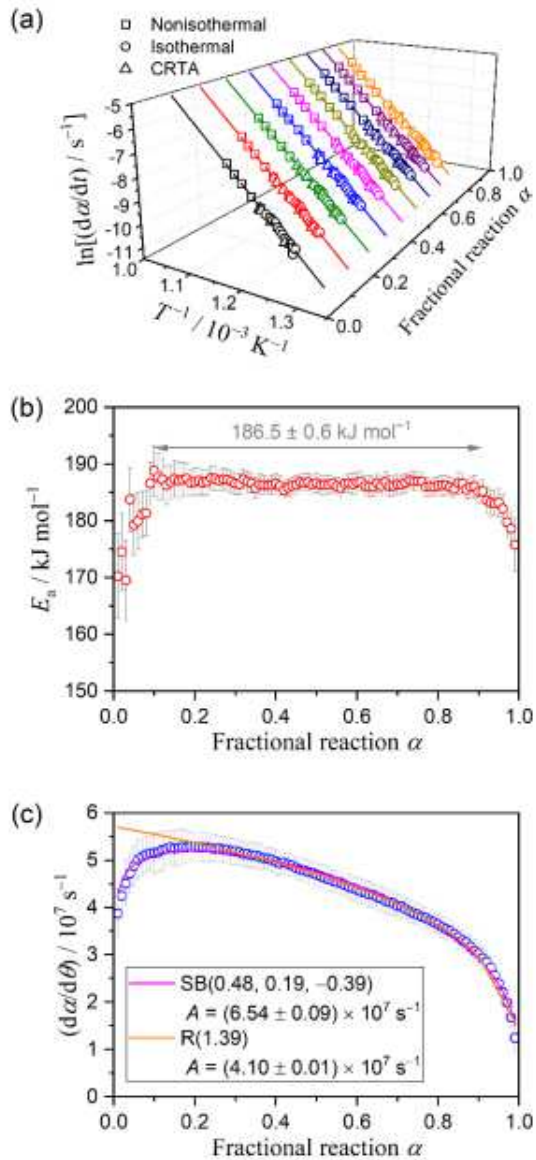 (a)
Nonisothermal
Isothermal
CRTA
ln[(dα/dt) / s⁻¹]
-5
-6
-7
-8
-9
-10
-11
1.0
1.1
1.2
1.3
T⁻¹ / 10⁻³ K⁻¹
0.0
0.2
0.4
0.6
0.8
1.0
Fractional reaction α
(b)
200
190
180
170
160
150
Eₐ / kJ mol⁻¹
186.5 ± 0.6 kJ mol⁻¹
0.0 0.2 0.4 0.6 0.8 1.0
Fractional reaction α
(c)
6
5
4
3
2
1
0
(dα/dθ) / 10⁷ s⁻¹
SB(0.48, 0.19, −0.39)
A = (6.54 ± 0.09) × 10⁷ s⁻¹
R(1.39)
A = (4.10 ± 0.01) × 10⁷ s⁻¹
0.0 0.2 0.4 0.6 0.8 1.0
Fractional reaction α